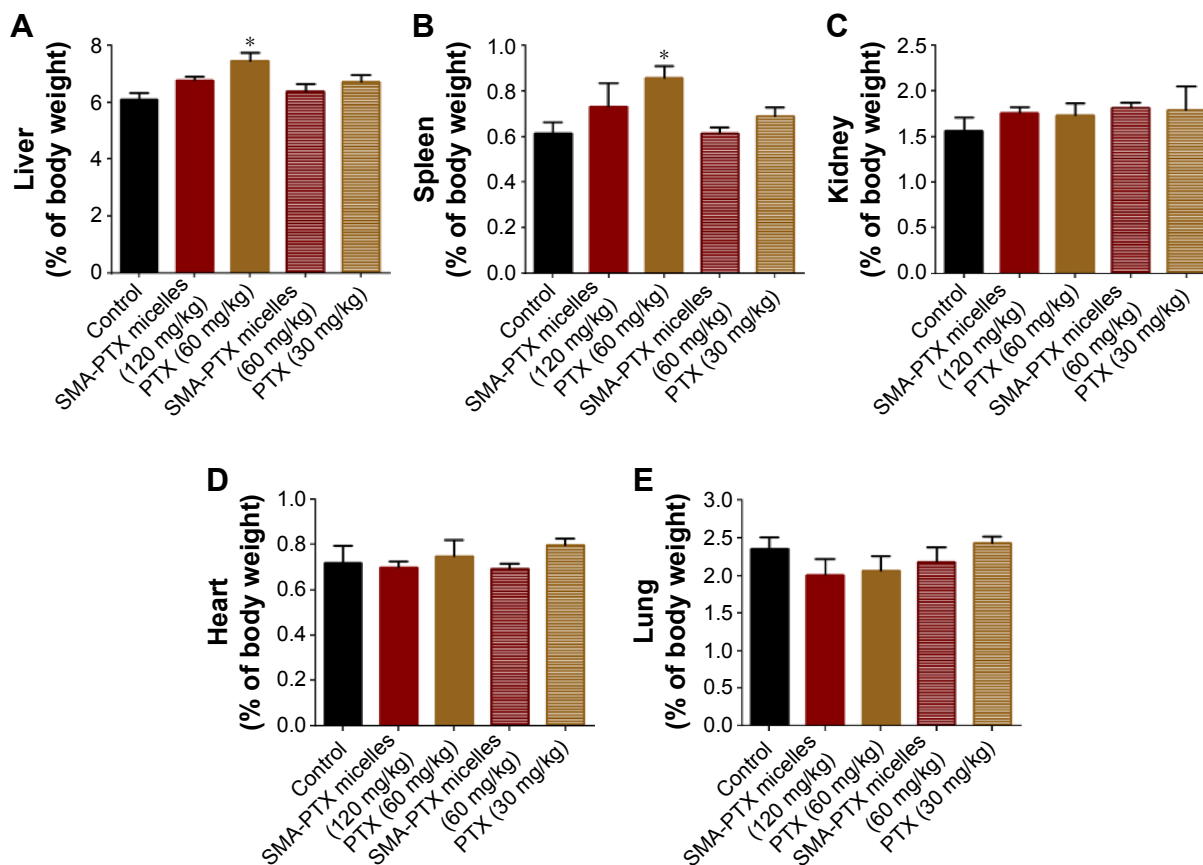 A
Liver
(% of body weight)
8
6
4
2
0
*
Control
SMA-PTX micelles
(120 mg/kg)
PTX (60 mg/kg)
SMA-PTX micelles
(60 mg/kg)
PTX (30 mg/kg)
B
Spleen
(% of body weight)
1.0
0.8
0.6
0.4
0.2
0.0
*
Control
SMA-PTX micelles
(120 mg/kg)
PTX (60 mg/kg)
SMA-PTX micelles
(60 mg/kg)
PTX (30 mg/kg)
C
Kidney
(% of body weight)
2.5
2.0
1.5
1.0
0.5
0.0
Control
SMA-PTX micelles
(120 mg/kg)
PTX (60 mg/kg)
SMA-PTX micelles
(60 mg/kg)
PTX (30 mg/kg)
D
Heart
(% of body weight)
1.0
0.8
0.6
0.4
0.2
0.0
Control
SMA-PTX micelles
(120 mg/kg)
PTX (60 mg/kg)
SMA-PTX micelles
(60 mg/kg)
PTX (30 mg/kg)
E
Lung
(% of body weight)
3.0
2.5
2.0
1.5
1.0
0.5
0.0
Control
SMA-PTX micelles
(120 mg/kg)
PTX (60 mg/kg)
SMA-PTX micelles
(60 mg/kg)
PTX (30 mg/kg)